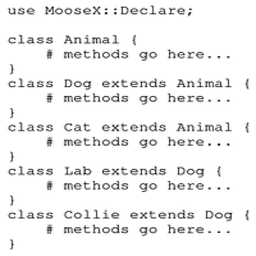 use MooseX::Declare;

class Animal {
    # methods go here...
}
class Dog extends Animal {
    # methods go here...
}
class Cat extends Animal {
    # methods go here...
}
class Lab extends Dog {
    # methods go here...
}
class Collie extends Dog {
    # methods go here...
}